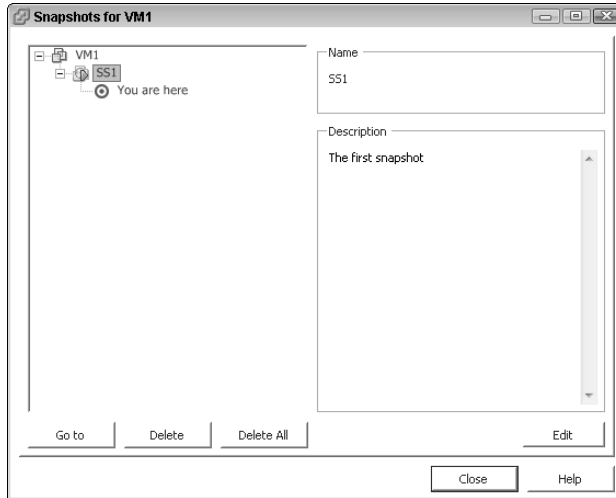 Snapshots for VM1
VM1
SS1
You are here
Name
SS1
Description
The first snapshot
Go to
Delete
Delete All
Edit
Close
Help